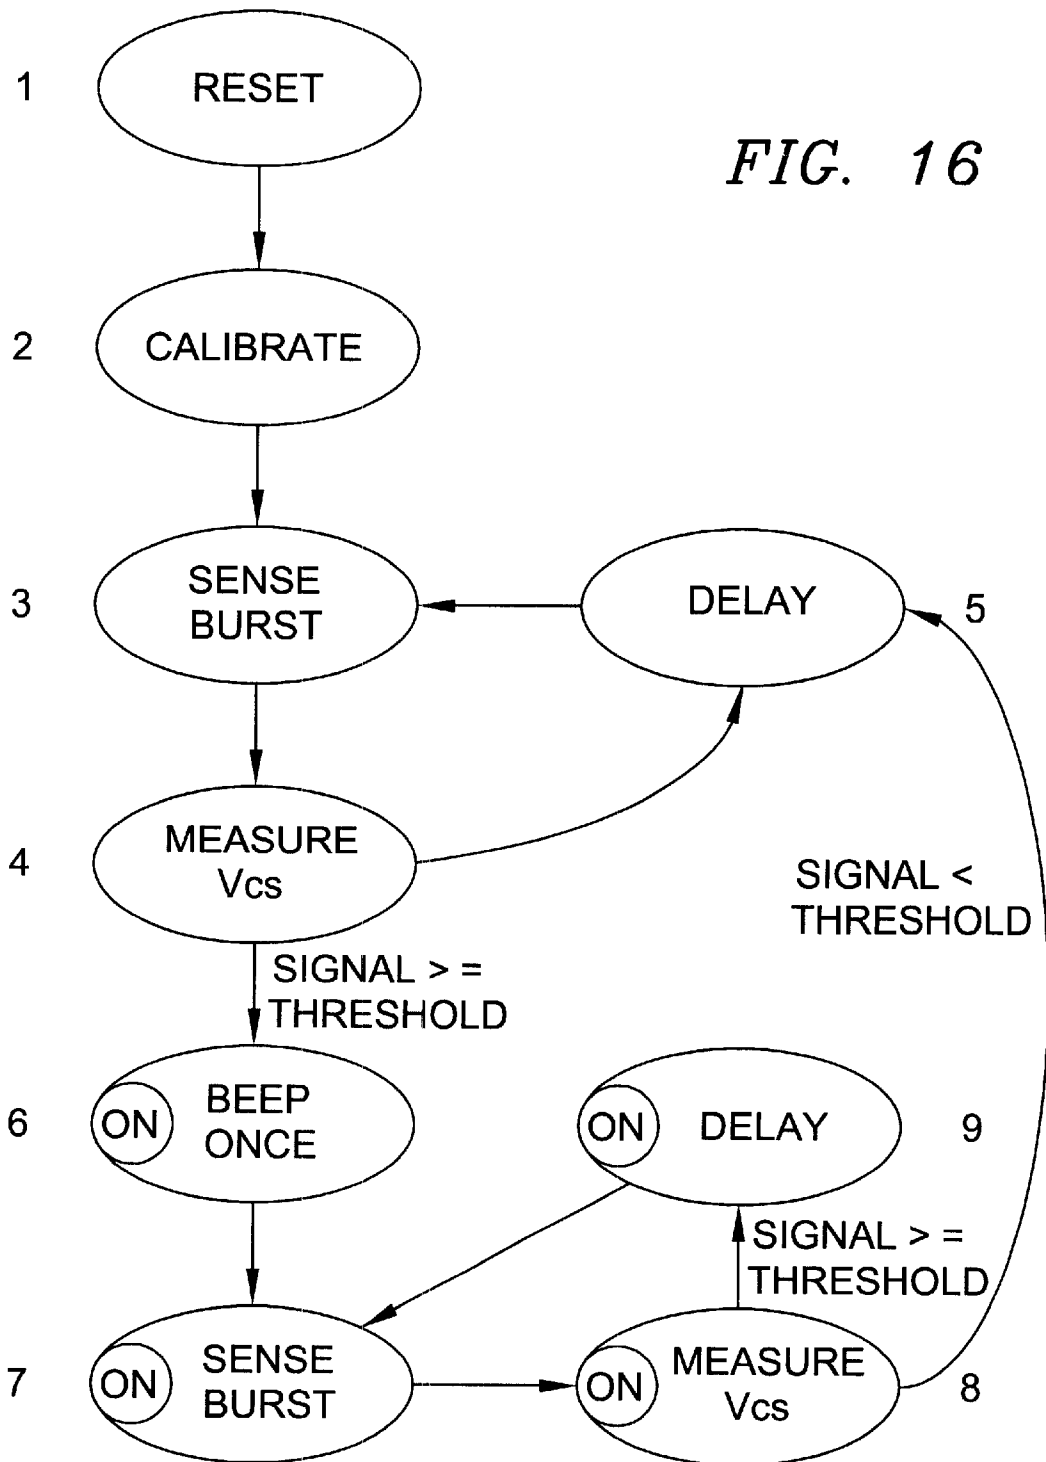 1
RESET
FIG. 16
2
CALIBRATE
3
SENSE
BURST
DELAY
5
4
MEASURE
Vcs
SIGNAL <
THRESHOLD
SIGNAL > =
THRESHOLD
6
ON
BEEP
ONCE
ON
DELAY
9
SIGNAL > =
THRESHOLD
7
ON
SENSE
BURST
ON
MEASURE
Vcs
8